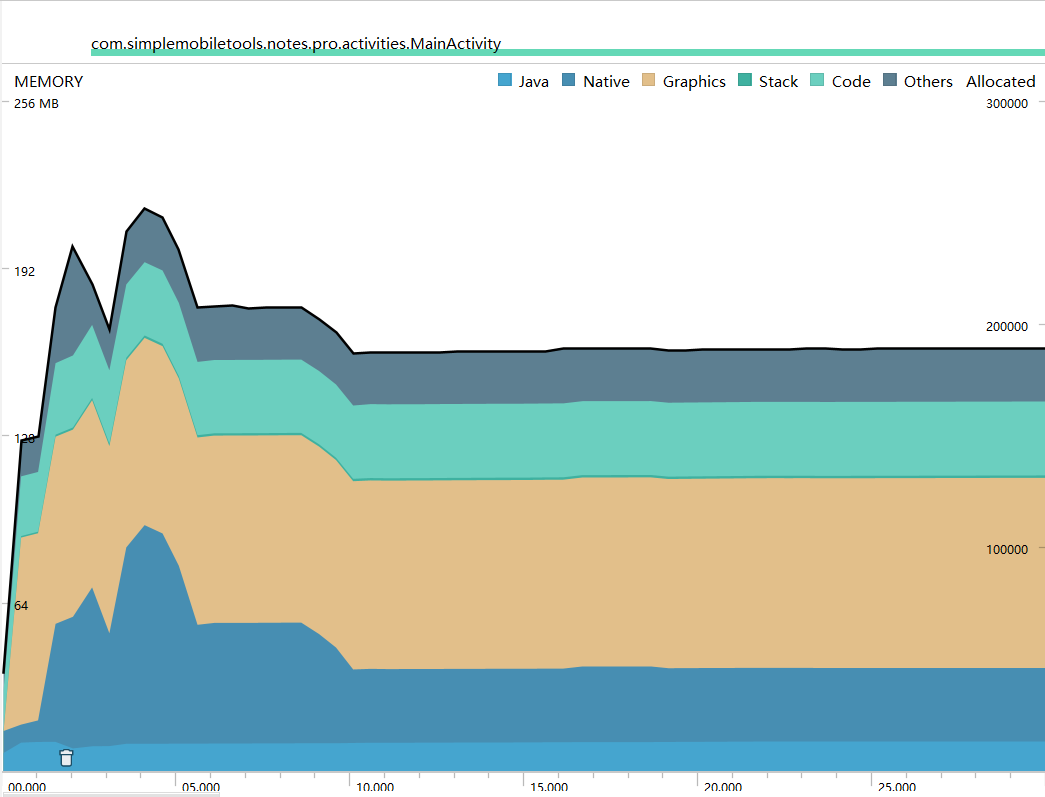 com.simplemobiletools.notes.pro.activities.MainActivity
MEMORY Java Native Graphics Stack Code Others Allocated
256 MB 300000
192
200000
128
100000
64
00.000 05.000 10.000 15.000 20.000 25.000